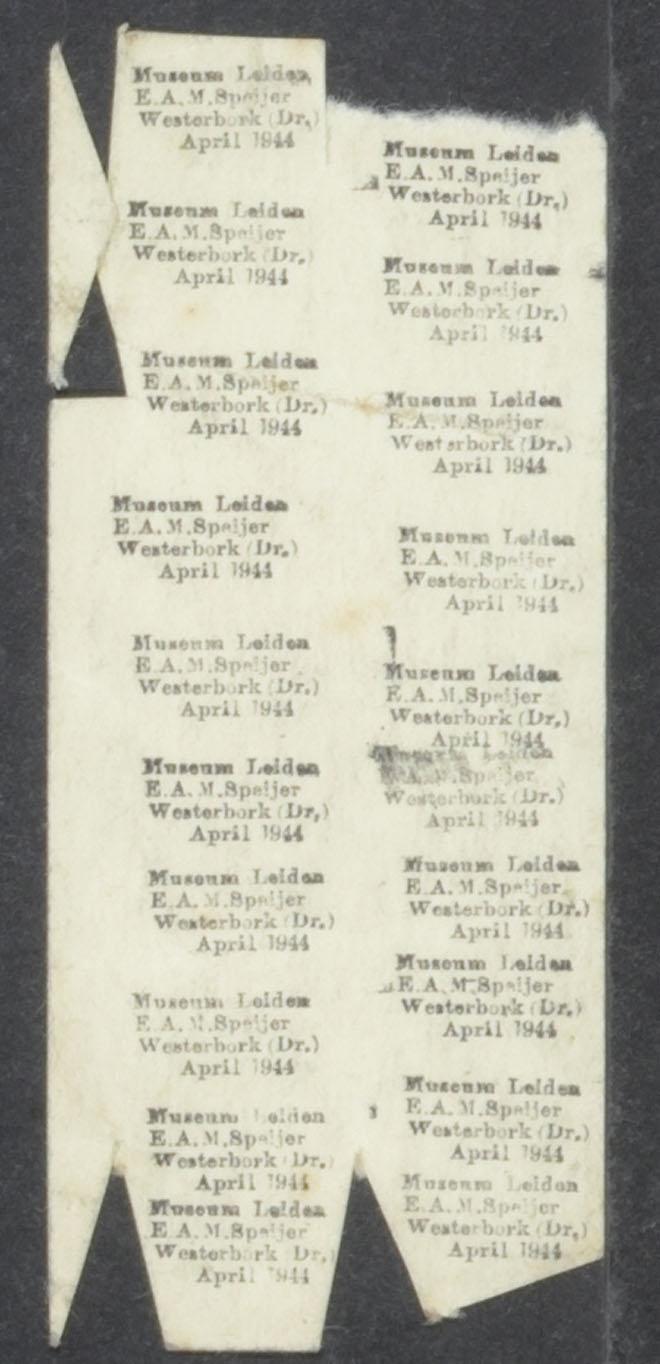 Museum Leiden
E.A.M.Speijer
Westerbork (Dr.)
April 1944
Museum Leiden
E.A.M.Speijer
Westerbork (Dr.)
April 1944
Museum Leiden
E.A.M.Speijer
Westerbork (Dr.)
April 1944
Museum Leiden
E.A.M.Speijer
Westerbork (Dr.)
April 1944
Museum Leiden
E.A.M.Speijer
Westerbork (Dr.)
April 1944
Museum Leiden
E.A.M.Speijer
Westerbork (Dr.)
April 1944
Museum Leiden
E.A.M.Speijer
Westerbork (Dr.)
April 1944
Museum Leiden
E.A.M.Speijer
Westerbork (Dr.)
April 1944
Museum Leiden
E.A.M.Speijer
Westerbork (Dr.)
April 1944
Museum Leiden
E.A.M.Speijer
Westerbork (Dr.)
April 1944
Museum Leiden
E.A.M.Speijer
Westerbork (Dr.)
April 1944
Museum Leiden
E.A.M.Speijer
Westerbork (Dr.)
April 1944
Museum Leiden
E.A.M.Speijer
Westerbork (Dr.)
April 1944
Museum Leiden
E.A.M.Speijer
Westerbork (Dr.)
April 1944
Museum Leiden
E.A.M.Speijer
Westerbork (Dr.)
April 1944
Museum Leiden
E.A.M.Speijer
Westerbork (Dr.)
April 1944
Museum Leiden
E.A.M.Speijer
Westerbork (Dr.)
April 1944
Museum Leiden
E.A.M.Speijer
Westerbork (Dr.)
April 1944
Museum Leiden
E.A.M.Speijer
Westerbork (Dr.)
April 1944
Museum Leiden
E.A.M.Speijer
Westerbork (Dr.)
April 1944